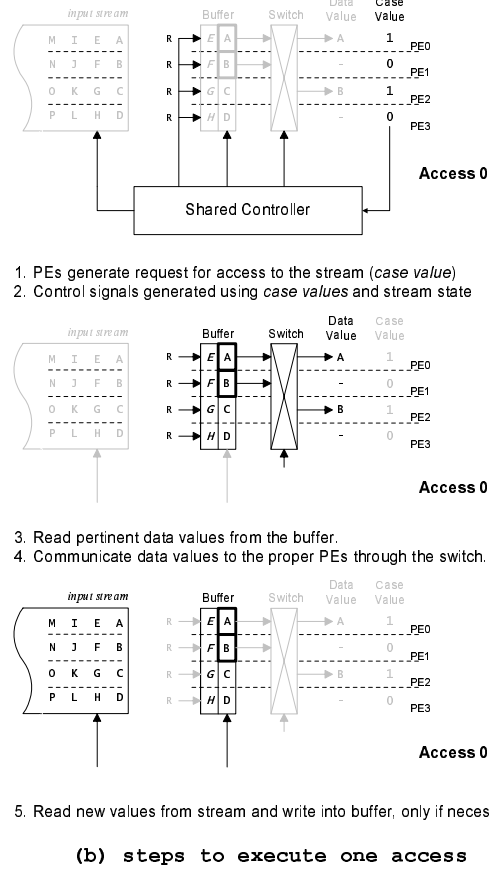 Data Case
input stream Buffer Switch Value Value
M I E A R E A A 1
PE0
N J F B R F B - 0
PE1
O K G C R G C B 1
PE2
P L H D R H D - 0
PE3
Access 0
Shared Controller
1. PEs generate request for access to the stream (case value)
2. Control signals generated using case values and stream state
Data Case
input stream Buffer Switch Value Value
M I E A R E A A 1
PE0
N J F B R F B - 0
PE1
O K G C R G C B 1
PE2
P L H D R H D - 0
PE3
Access 0
3. Read pertinent data values from the buffer.
4. Communicate data values to the proper PEs through the switch.
Data Case
input stream Buffer Switch Value Value
M I E A R E A A 1
PE0
N J F B R F B - 0
PE1
O K G C R G C B 1
PE2
P L H D R H D - 0
PE3
Access 0
5. Read new values from stream and write into buffer, only if neces
(b) steps to execute one access